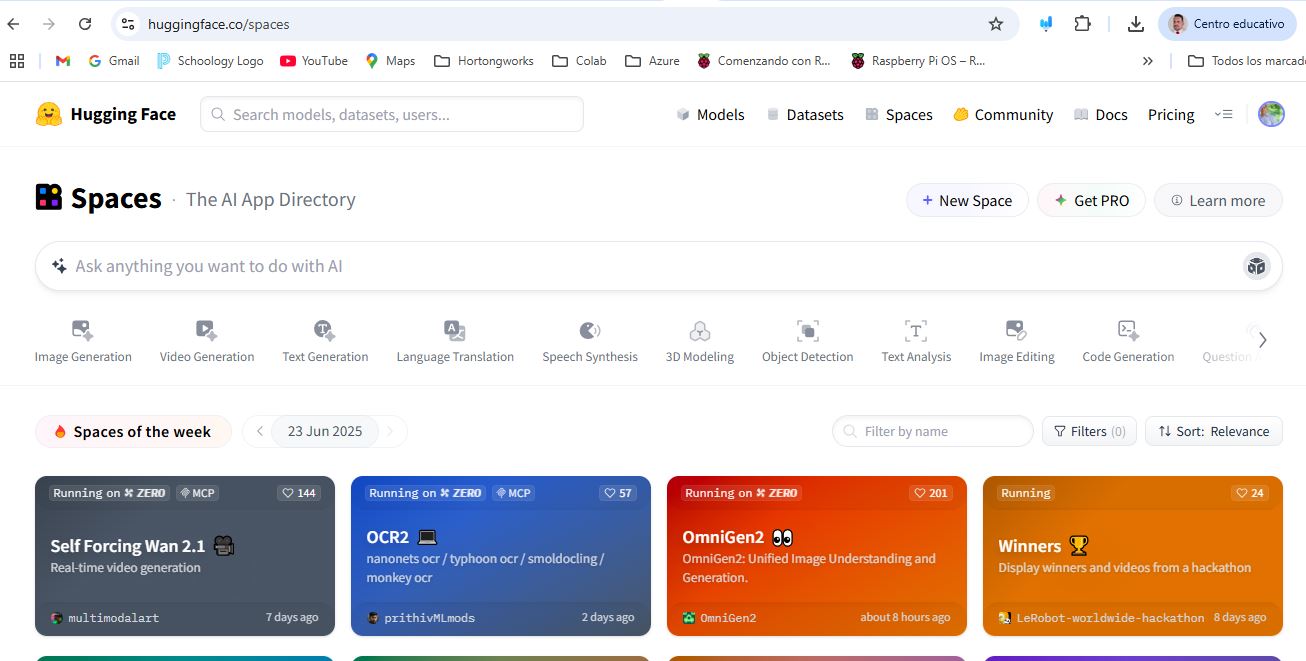 huggingface.co/spaces
Centro educativo
Gmail
Schoology Logo
YouTube
Maps
Hortongworks
Colab
Azure
Comenzando con R...
Raspberry Pi OS – R...
Todos los marcado
Hugging Face
Search models, datasets, users...
Models
Datasets
Spaces
Community
Docs
Pricing
Spaces · The AI App Directory
+ New Space
Get PRO
Learn more
Ask anything you want to do with AI
Image Generation
Video Generation
Text Generation
Language Translation
Speech Synthesis
3D Modeling
Object Detection
Text Analysis
Image Editing
Code Generation
Question
Spaces of the week
23 Jun 2025
Filter by name
Filters (0)
Sort: Relevance
Running on ZERO MCP 144
Self Forcing Wan 2.1
Real-time video generation
multimodalart 7 days ago
Running on ZERO MCP 57
OCR2
nanonets ocr / typhoon ocr / smoldocling /
monkey ocr
prithivMLmods 2 days ago
Running on ZERO 201
OmniGen2
OmniGen2: Unified Image Understanding and
Generation.
OmniGen2 about 8 hours ago
Running 24
Winners
Display winners and videos from a hackathon
LeRobot-worldwide-hackathon 8 days ago